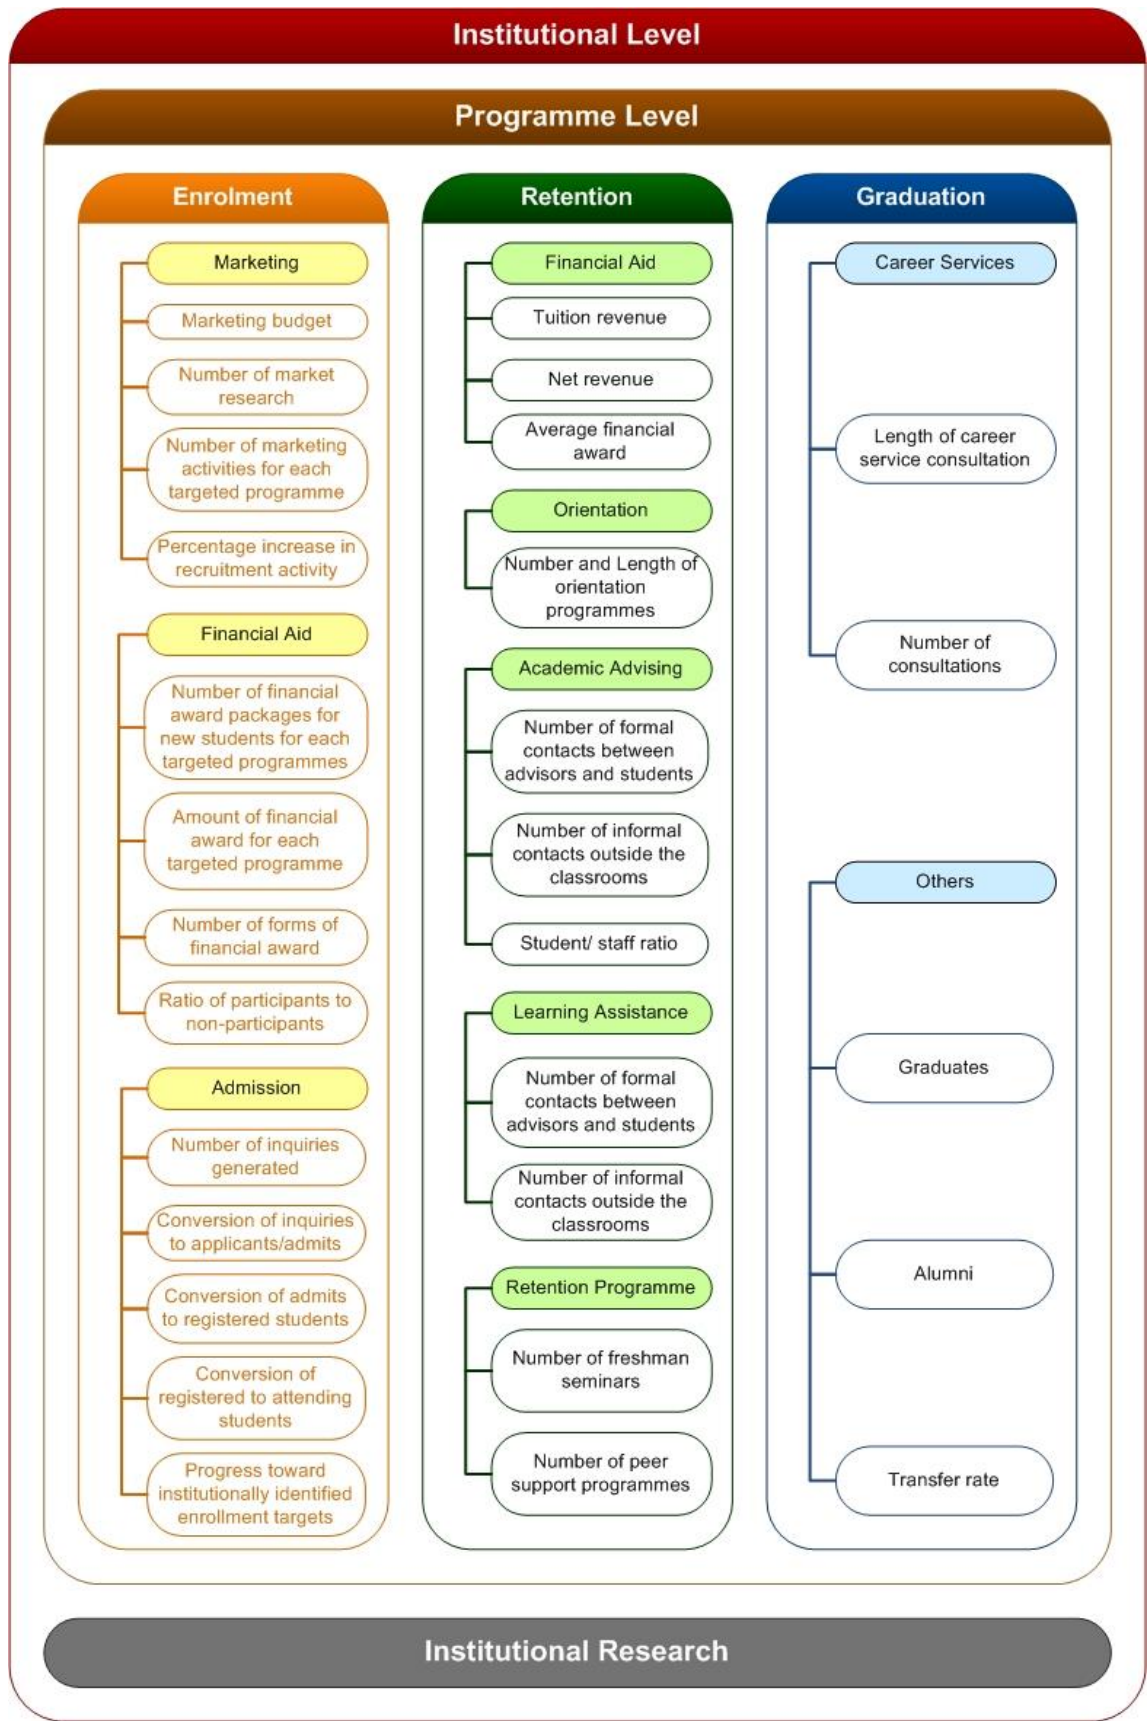 Institutional Level
Programme Level
Enrolment
Marketing
Marketing budget
Number of market
research
Number of marketing
activities for each
targeted programme
Percentage increase in
recruitment activity
Financial Aid
Number of financial
award packages for
new students for each
targeted programmes
Amount of financial
award for each
targeted programme
Number of forms of
financial award
Ratio of participants to
non-participants
Admission
Number of inquiries
generated
Conversion of inquiries
to applicants/admits
Conversion of admits
to registered students
Conversion of
registered to attending
students
Progress toward
institutionally identified
enrollment targets
Retention
Financial Aid
Tuition revenue
Net revenue
Average financial
award
Orientation
Number and Length of
orientation
programmes
Academic Advising
Number of formal
contacts between
advisors and students
Number of informal
contacts outside the
classrooms
Student/ staff ratio
Learning Assistance
Number of formal
contacts between
advisors and students
Number of informal
contacts outside the
classrooms
Retention Programme
Number of freshman
seminars
Number of peer
support programmes
Graduation
Career Services
Length of career
service consultation
Number of
consultations
Others
Graduates
Alumni
Transfer rate
Institutional Research